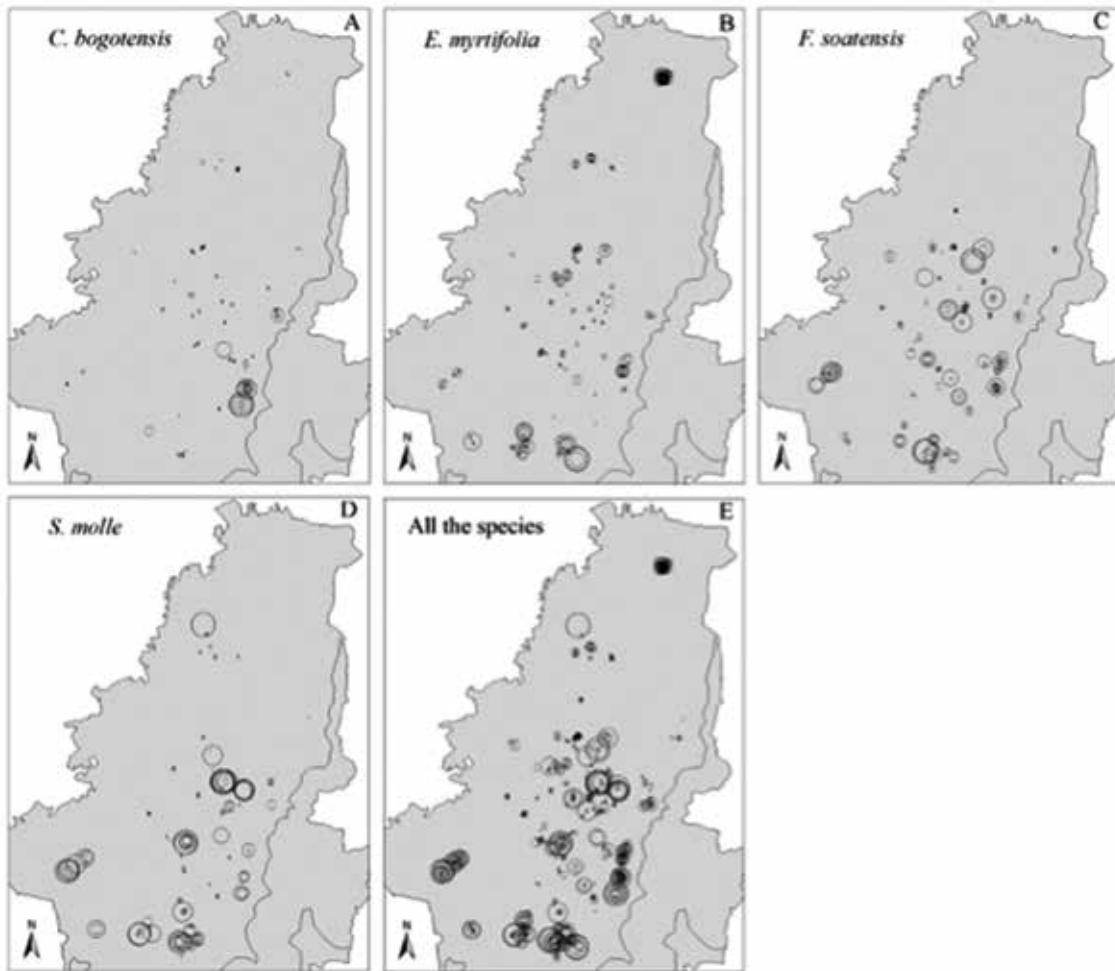 C. bogotensis A
E. myrtifolia B
F. soatensis C
N
N
N
S. molle D
All the species E
N
N